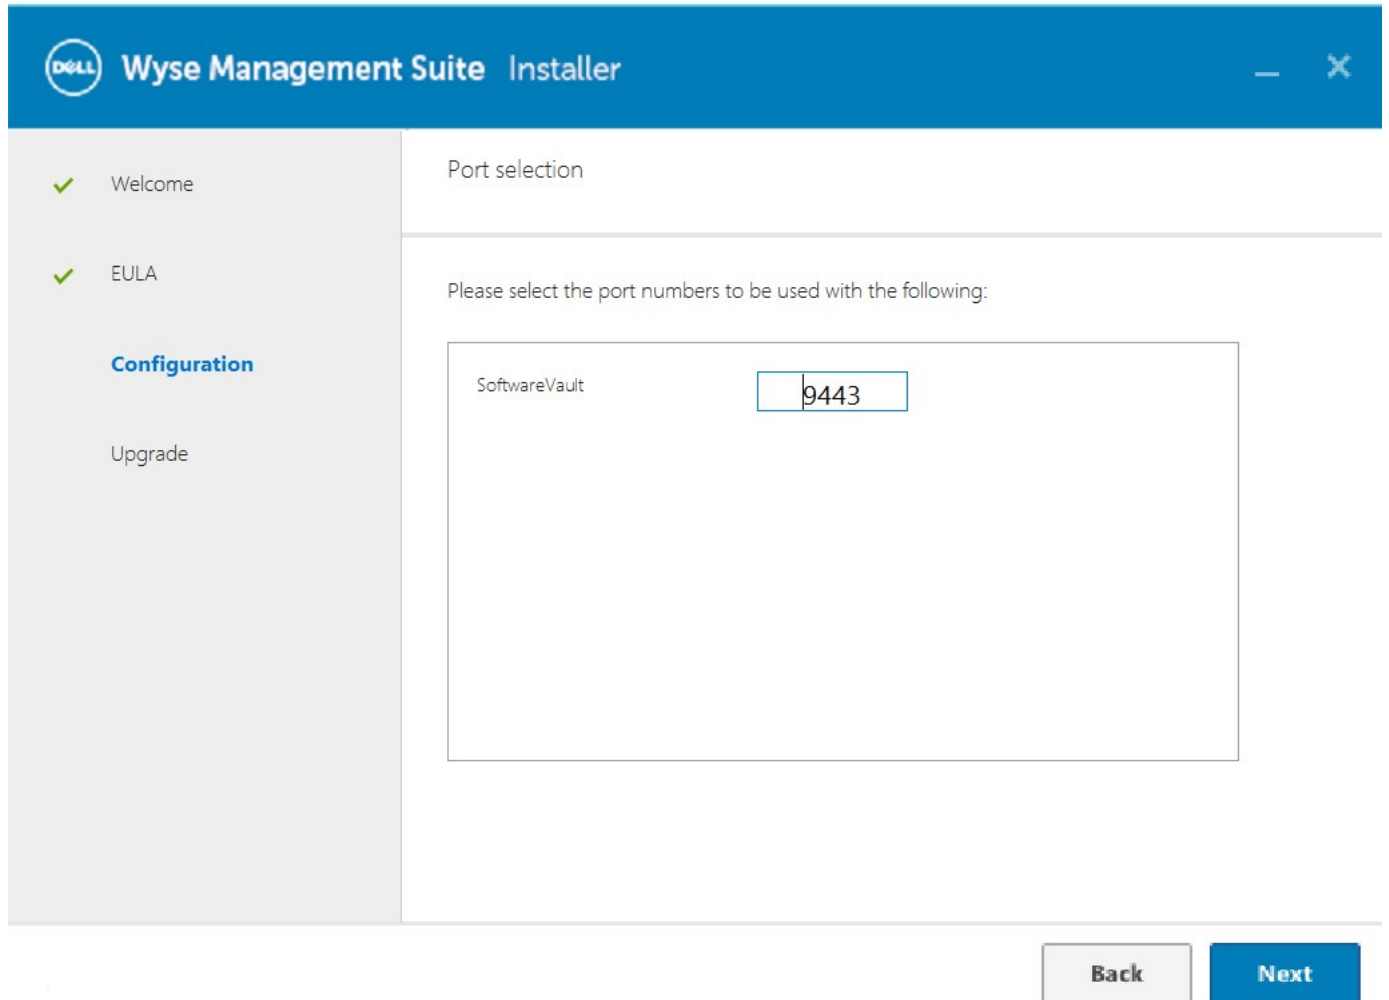 DELL Wyse Management Suite Installer
Welcome
EULA
Configuration
Upgrade
Port selection
Please select the port numbers to be used with the following:
SoftwareVault 9443
Back Next